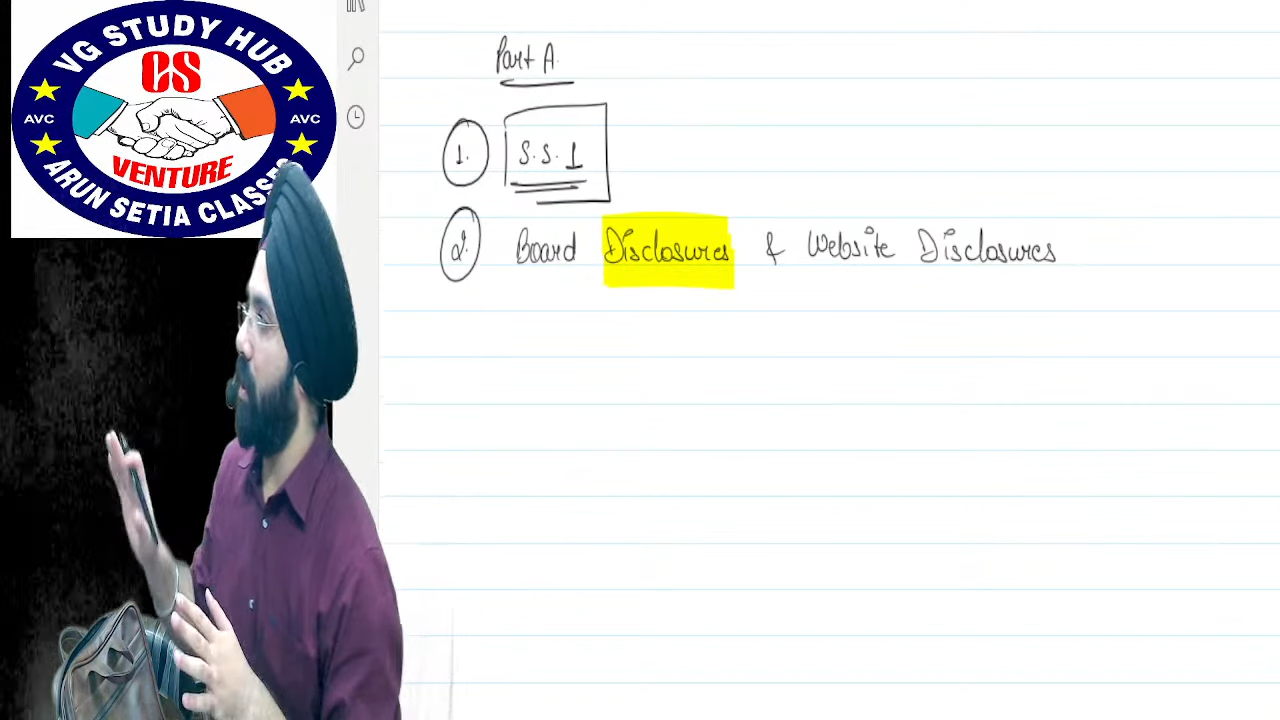 VG STUDY HUB
CS
AVC
AVC
VENTURE
ARUN SETIA CLASSES
Part A.
1. S.S. 1
2. Board Disclosures & Website Disclosures